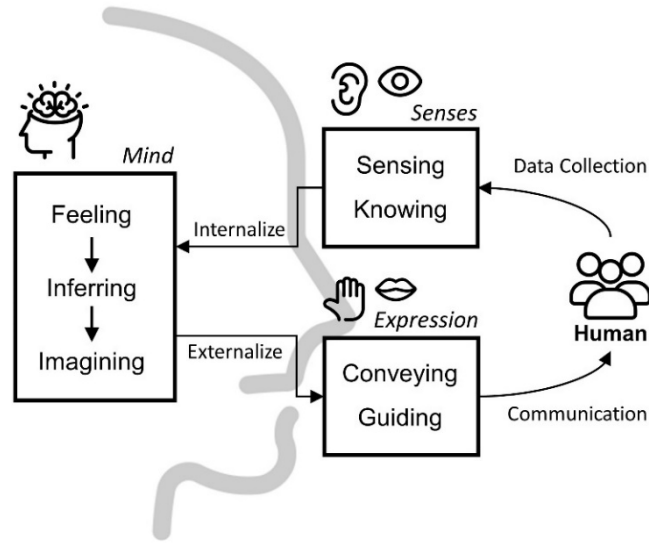 Senses
Mind
Sensing
Knowing
Data Collection
Feeling
Internalize
Inferring
Expression
Human
Imagining
Externalize
Conveying
Guiding
Communication